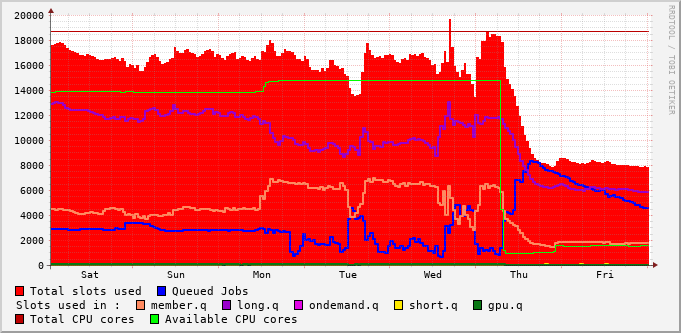 20000
18000
16000
14000
12000
10000
8000
6000
4000
2000
0
Sat Sun Mon Tue Wed Thu Fri
RRDTOOL / TOBI OETIKER
Total slots used Queued Jobs
Slots used in : member.q long.q ondemand.q short.q gpu.q
Total CPU cores Available CPU cores